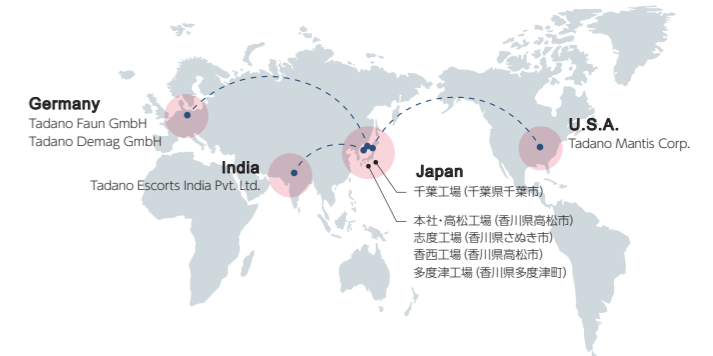 Germany
Tadano Faun GmbH
Tadano Demag GmbH
India
Tadano Escorts India Pvt. Ltd.
Japan
千葉工場 (千葉県千葉市)
本社・高松工場 (香川県高松市)
志度工場 (香川県さぬき市)
香西工場 (香川県高松市)
多度津工場 (香川県多度津町)
U.S.A.
Tadano Mantis Corp.